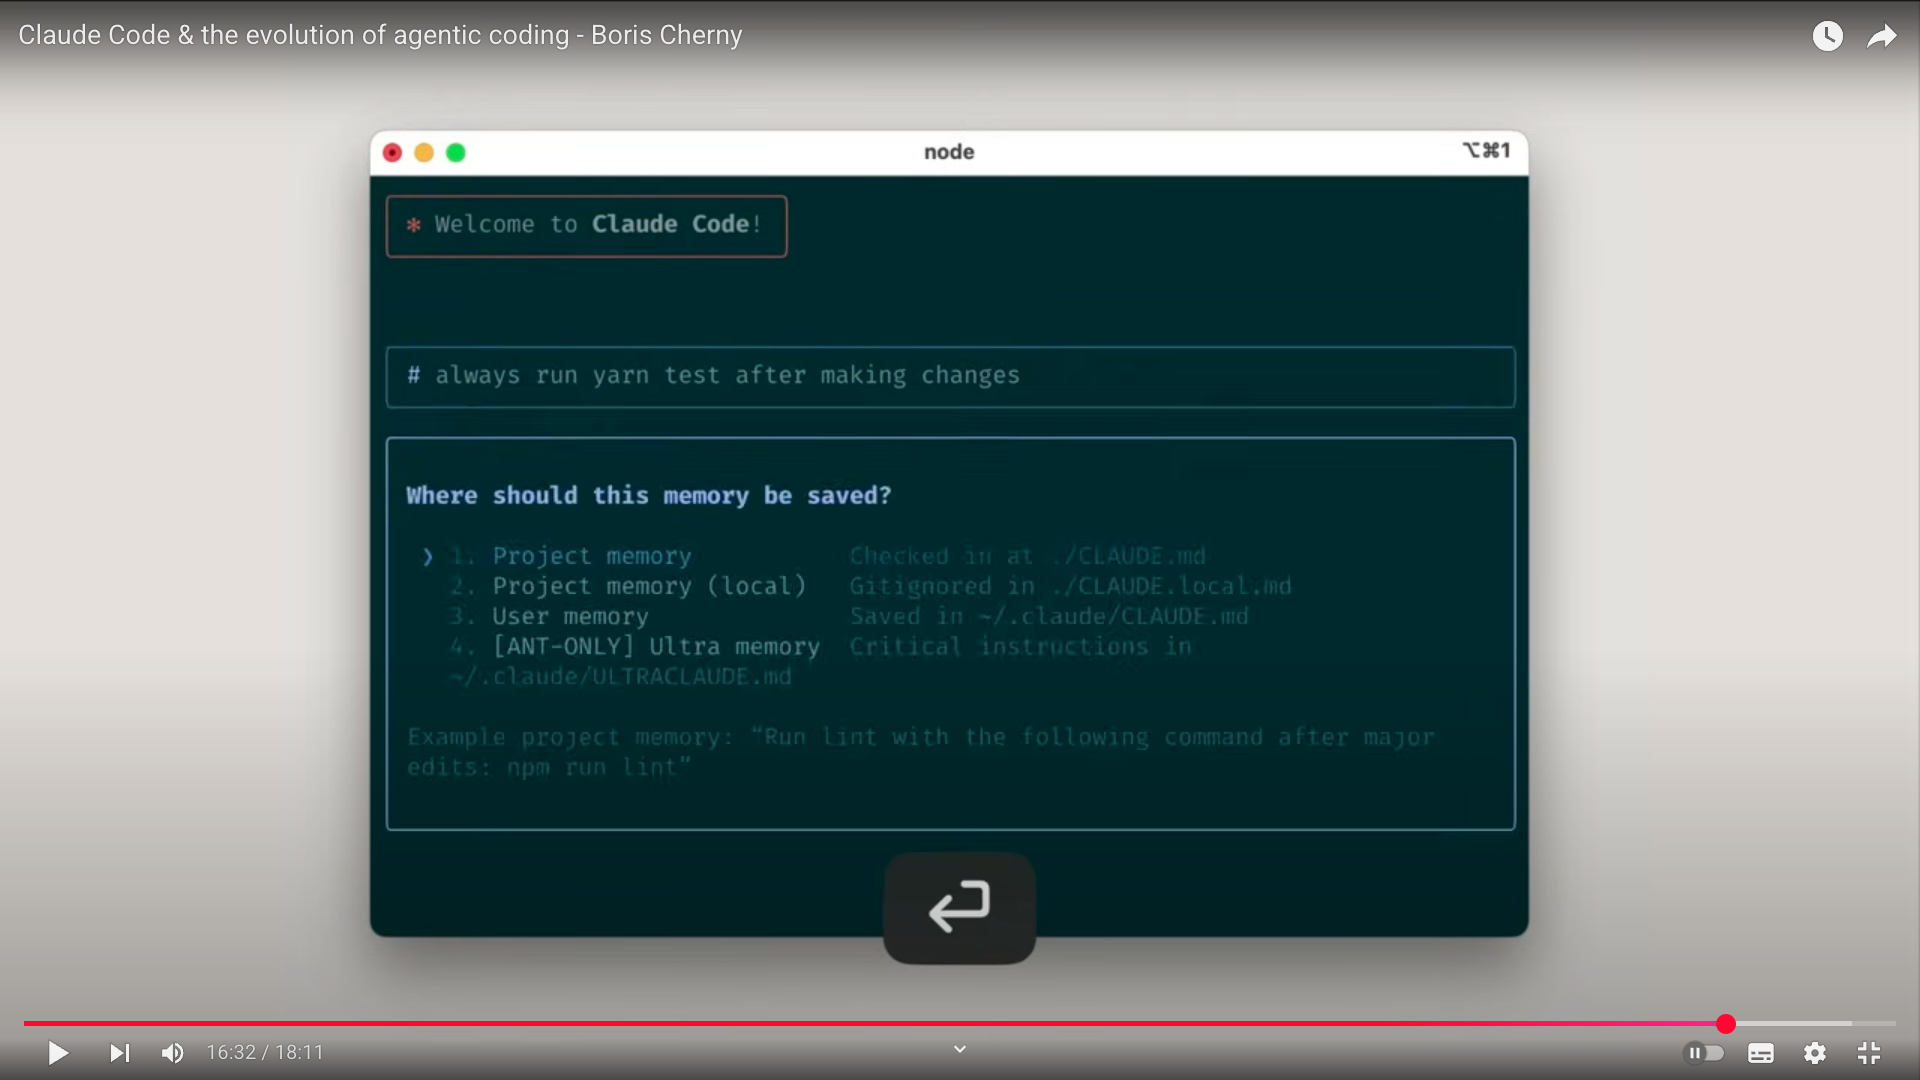 Claude Code & the evolution of agentic coding - Boris Cherny
node
⌥⌘1
* Welcome to Claude Code!
# always run yarn test after making changes
Where should this memory be saved?
❯ 1. Project memory Checked in at ./CLAUDE.md
2. Project memory (local) Gitignored in ./CLAUDE.local.md
3. User memory Saved in ~/.claude/CLAUDE.md
4. [ANT-ONLY] Ultra memory Critical instructions in
~/.claude/ULTRACLAUDE.md
Example project memory: “Run lint with the following command after major
edits: npm run lint”
16:32 / 18:11